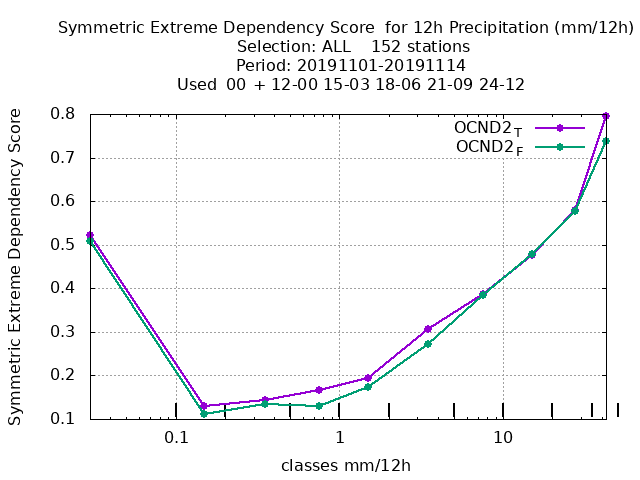 Symmetric Extreme Dependency Score  for 12h Precipitation (mm/12h)
Selection: ALL    152 stations
Period: 20191101-20191114
Used  00 + 12-00 15-03 18-06 21-09 24-12
OCND2T
OCND2F
Symmetric Extreme Dependency Score
0.8
0.7
0.6
0.5
0.4
0.3
0.2
0.1
0.1 1 10
classes mm/12h